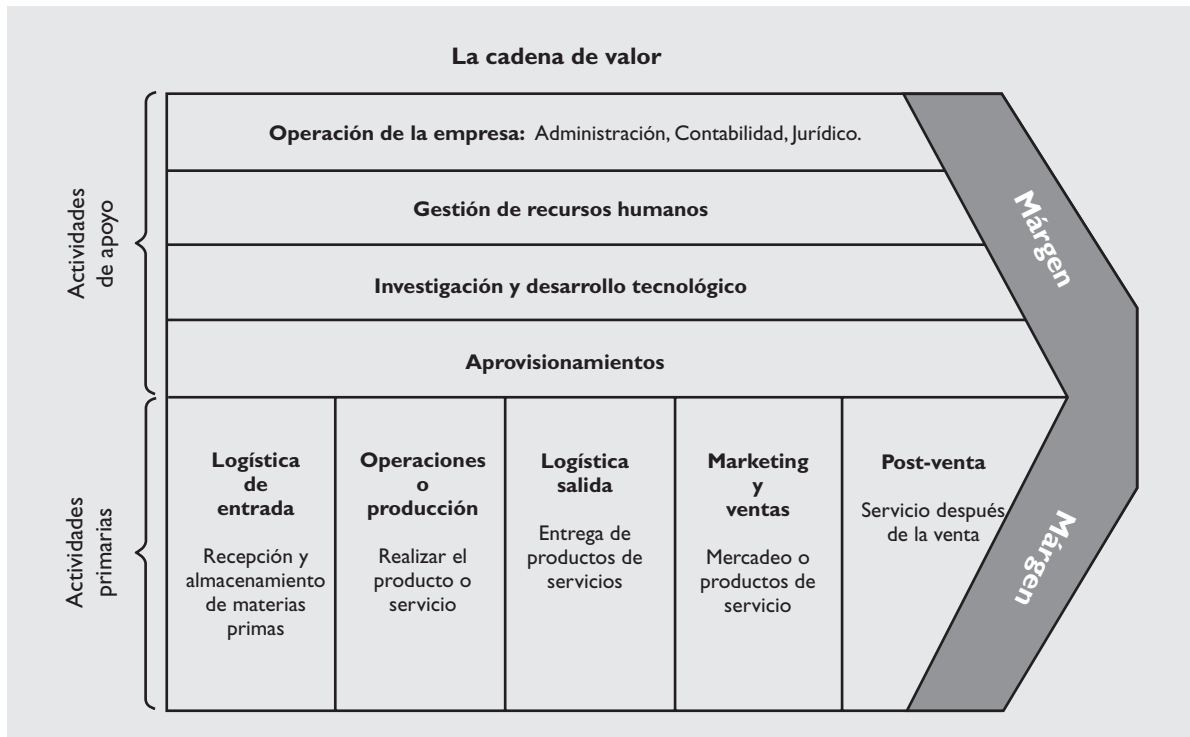 La cadena de valor
Actividades
de apoyo
Operación de la empresa: Administración, Contabilidad, Jurídico.
Gestión de recursos humanos
Investigación y desarrollo tecnológico
Aprovisionamientos
Márgen
Actividades
primarias
Logística
de
entrada
Recepción y
almacenamiento
de materias
primas
Operaciones
o
producción
Realizar el
producto o
servicio
Logística
salida
Entrega de
productos de
servicios
Marketing
y
ventas
Mercadeo o
productos de
servicio
Post-venta
Servicio después
de la venta
Márgen